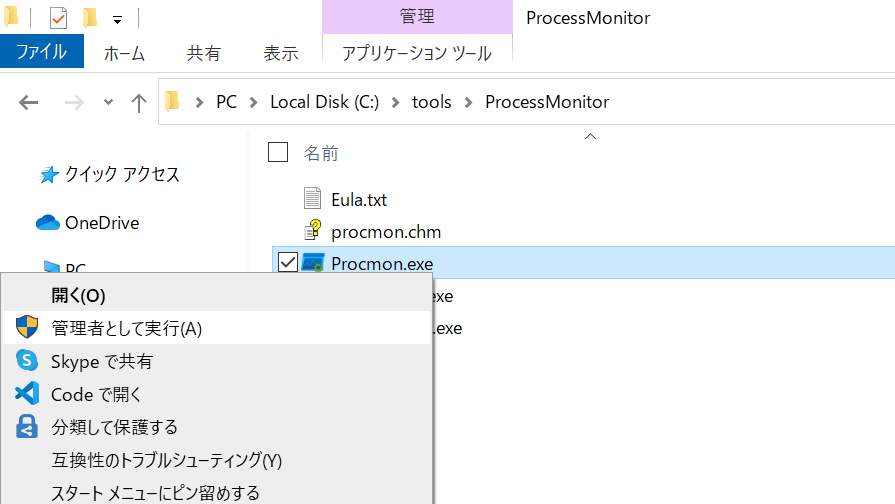 管理
ProcessMonitor
ファイル
ホーム
共有
表示
アプリケーション ツール
PC
Local Disk (C:)
tools
ProcessMonitor
名前
クイック アクセス
OneDrive
PC
Eula.txt
procmon.chm
Procmon.exe
exe
.exe
開く(O)
管理者として実行(A)
Skype で共有
Code で開く
分類して保護する
互換性のトラブルシューティング(Y)
スタート メニューにピン留めする